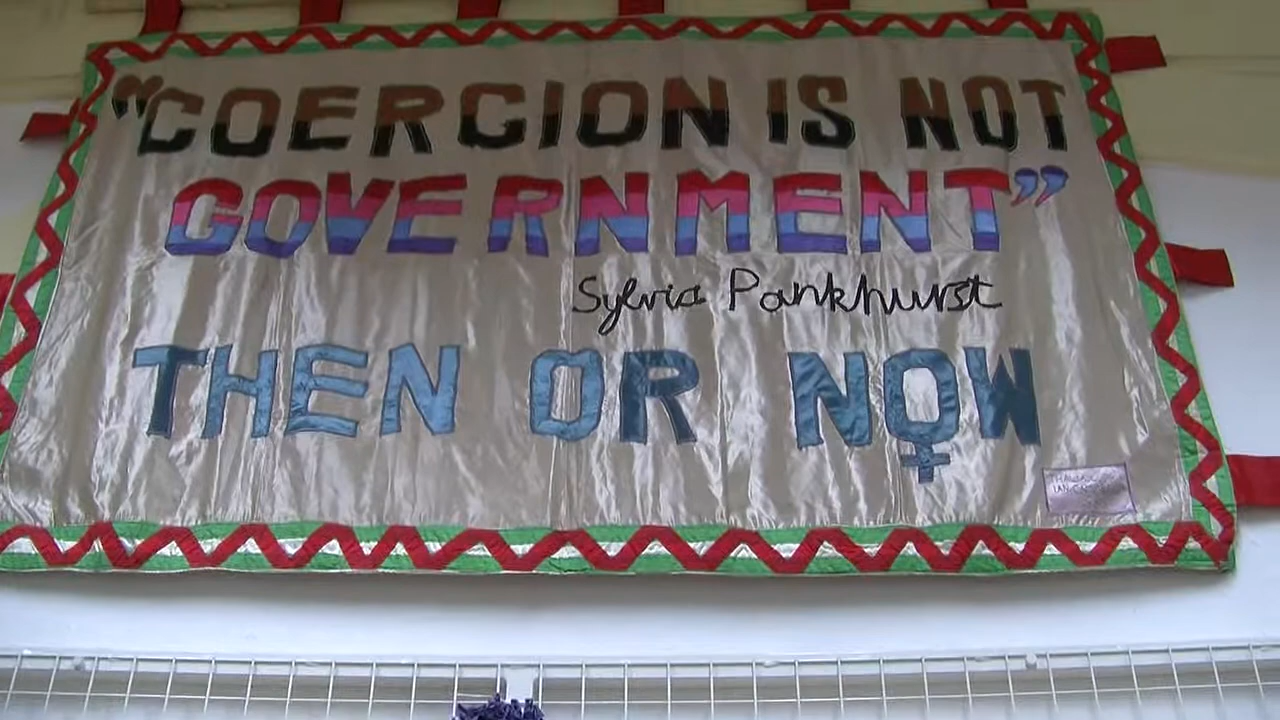 “COERCION IS NOT
GOVERNMENT”
Sylvia Pankhurst
THEN OR NOW